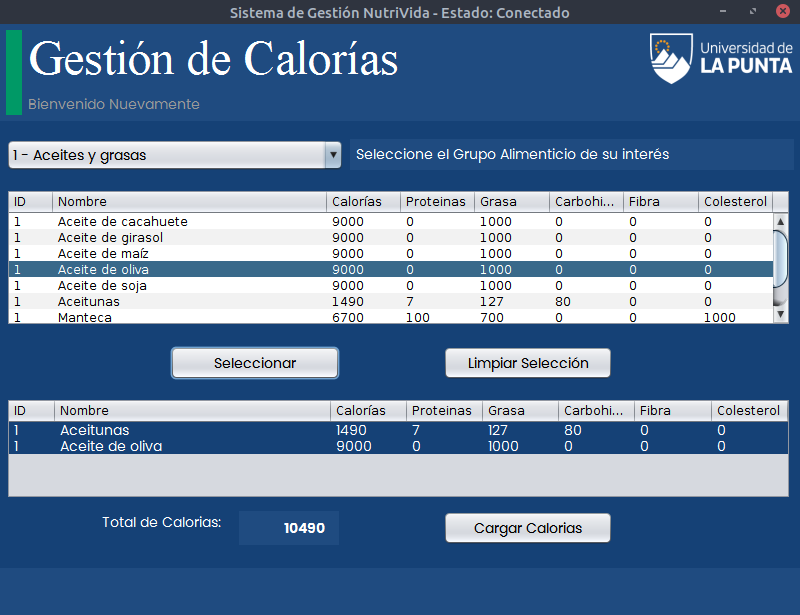 Sistema de Gestión NutriVida - Estado: Conectado
Gestión de Calorías
Bienvenido Nuevamente
Universidad de
LA PUNTA
1 - Aceites y grasas
Seleccione el Grupo Alimenticio de su interés
ID Nombre Calorías Proteinas Grasa Carbohi... Fibra Colesterol
1 Aceite de cacahuete 9000 0 1000 0 0 0
1 Aceite de girasol 9000 0 1000 0 0 0
1 Aceite de maíz 9000 0 1000 0 0 0
1 Aceite de oliva 9000 0 1000 0 0 0
1 Aceite de soja 9000 0 1000 0 0 0
1 Aceitunas 1490 7 127 80 0 0
1 Manteca 6700 100 700 0 0 1000
Seleccionar
Limpiar Selección
ID Nombre Calorías Proteinas Grasa Carbohi... Fibra Colesterol
1 Aceitunas 1490 7 127 80 0 0
1 Aceite de oliva 9000 0 1000 0 0 0
Total de Calorias: 10490
Cargar Calorias